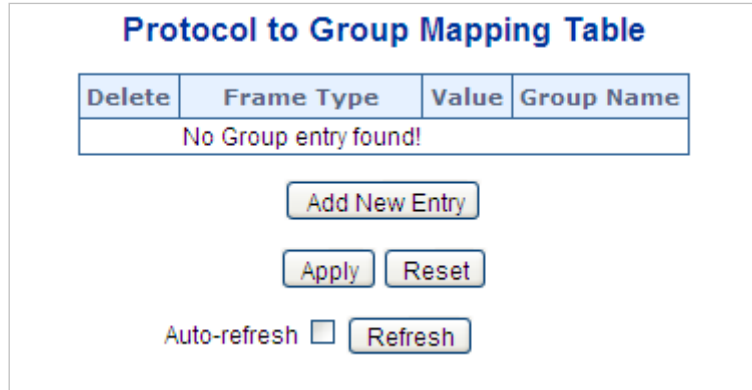 Protocol to Group Mapping Table
Delete Frame Type Value Group Name
No Group entry found!
Add New Entry
Apply Reset
Auto-refresh Refresh